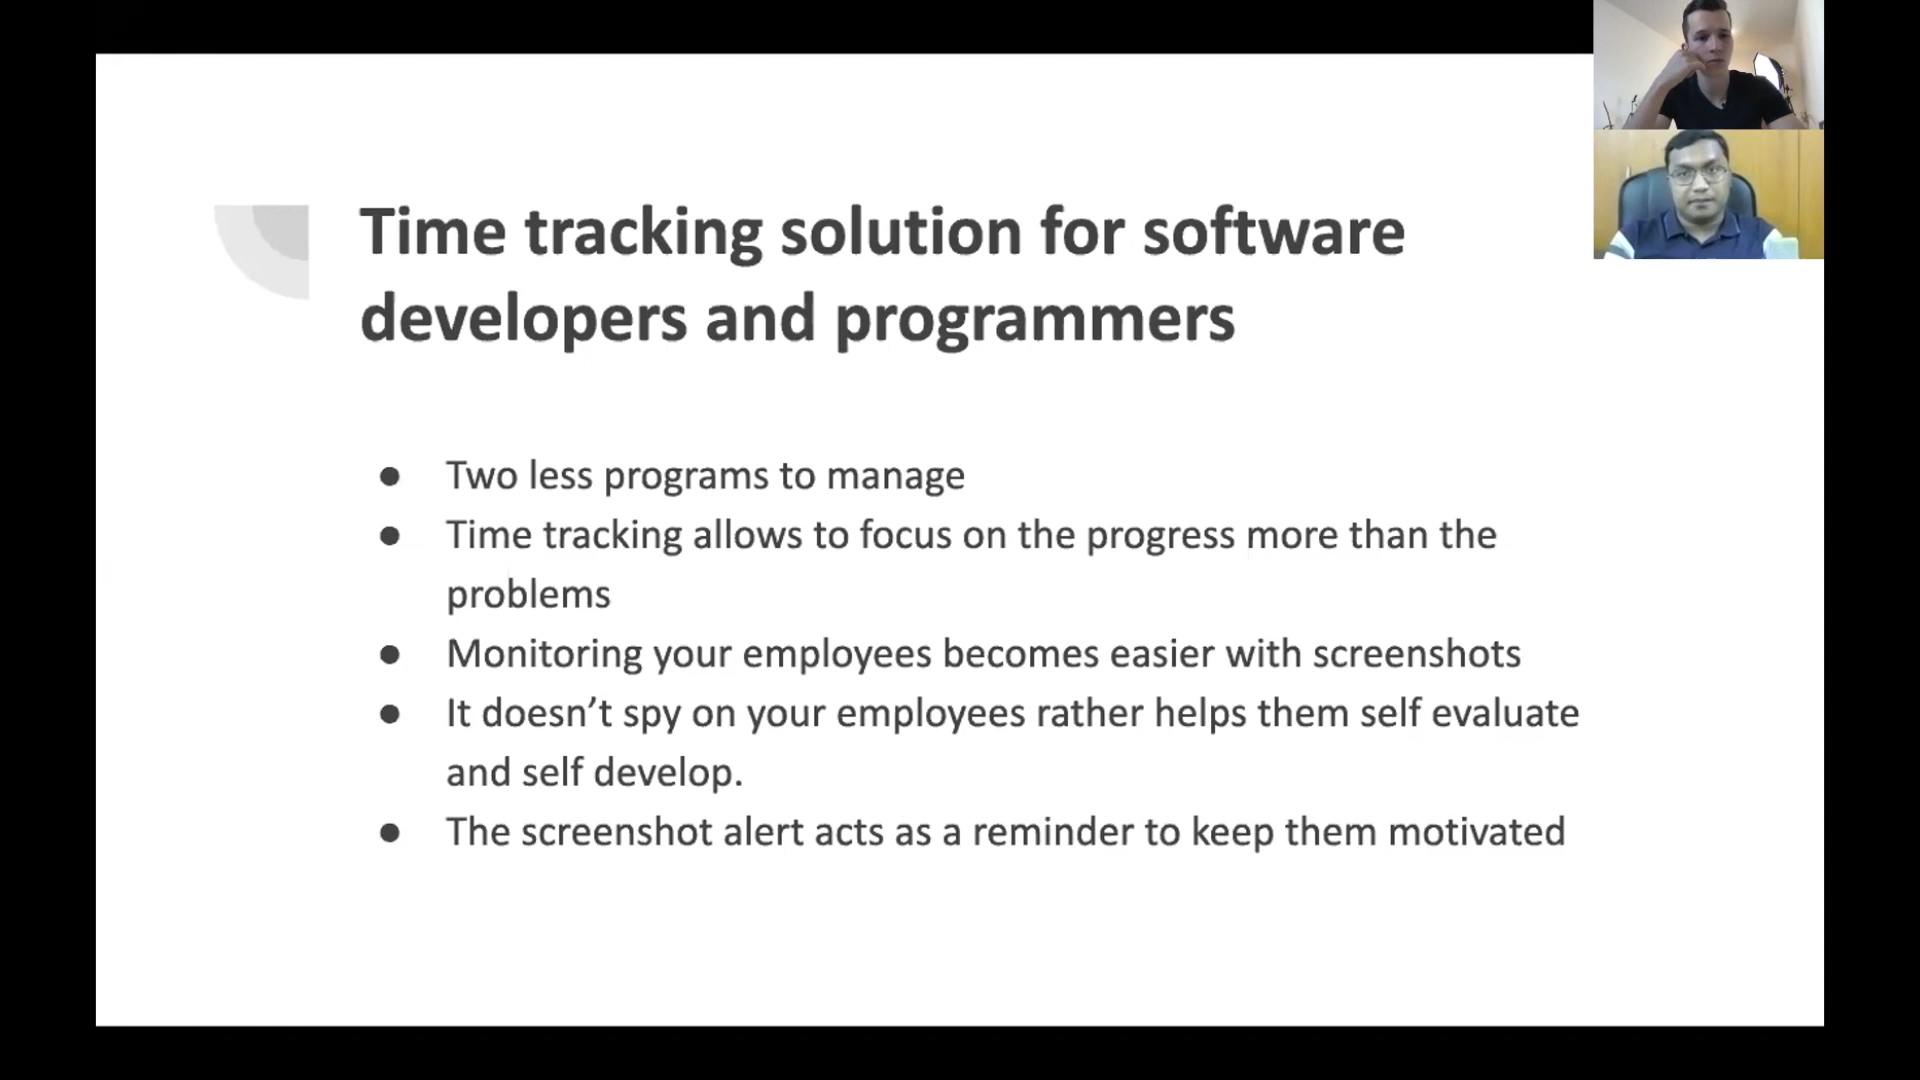 Time tracking solution for software
developers and programmers
● Two less programs to manage
● Time tracking allows to focus on the progress more than the
problems
● Monitoring your employees becomes easier with screenshots
● It doesn’t spy on your employees rather helps them self evaluate
and self develop.
● The screenshot alert acts as a reminder to keep them motivated